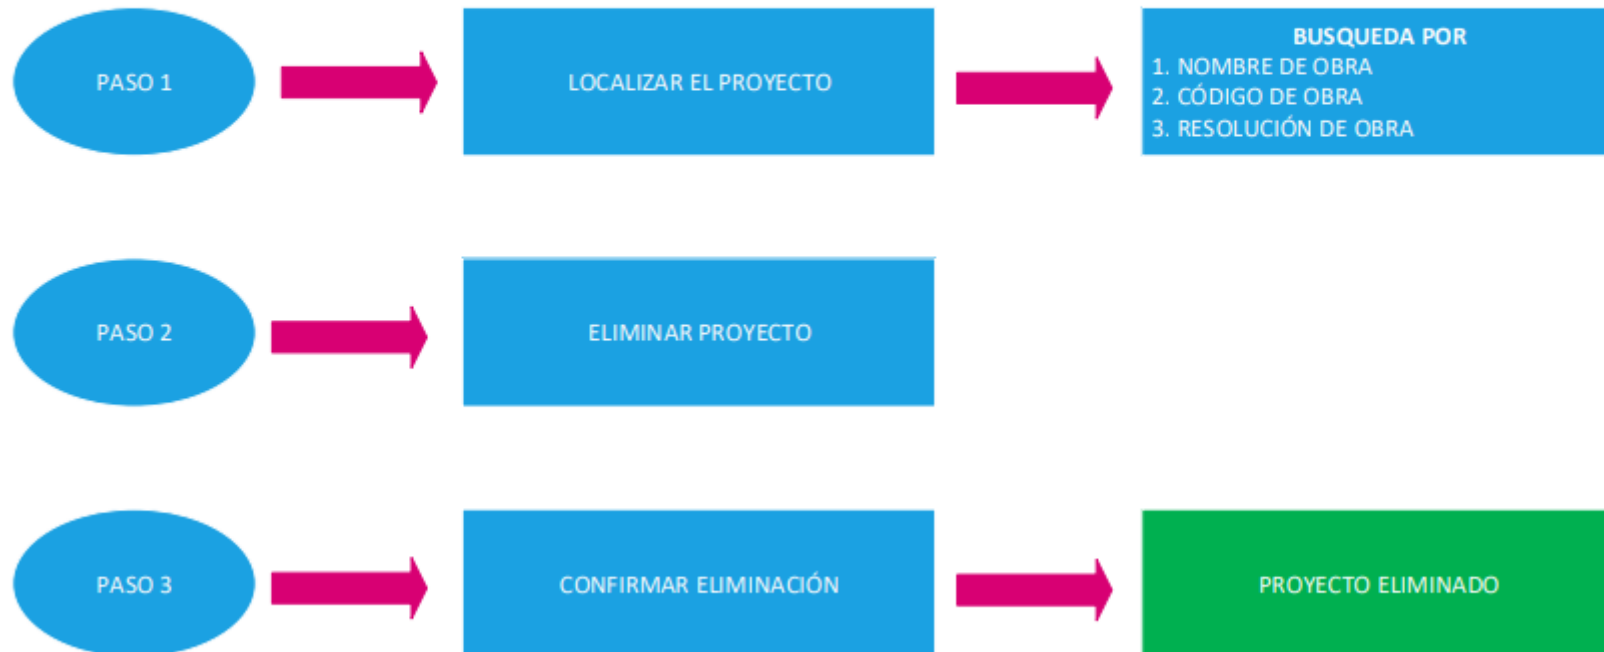 PASO 1
LOCALIZAR EL PROYECTO
BUSQUEDA POR
1. NOMBRE DE OBRA
2. CÓDIGO DE OBRA
3. RESOLUCIÓN DE OBRA
PASO 2
ELIMINAR PROYECTO
PASO 3
CONFIRMAR ELIMINACIÓN
PROYECTO ELIMINADO